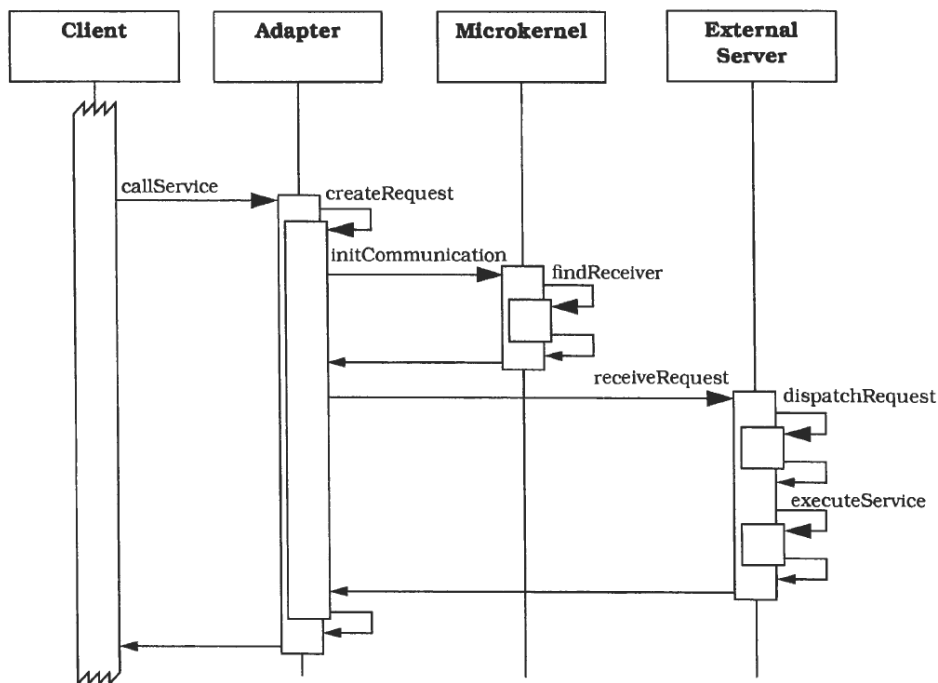 Client
Adapter
Microkernel
External
Server
callService
createRequest
initCommunication
findReceiver
receiveRequest
dispatchRequest
executeService